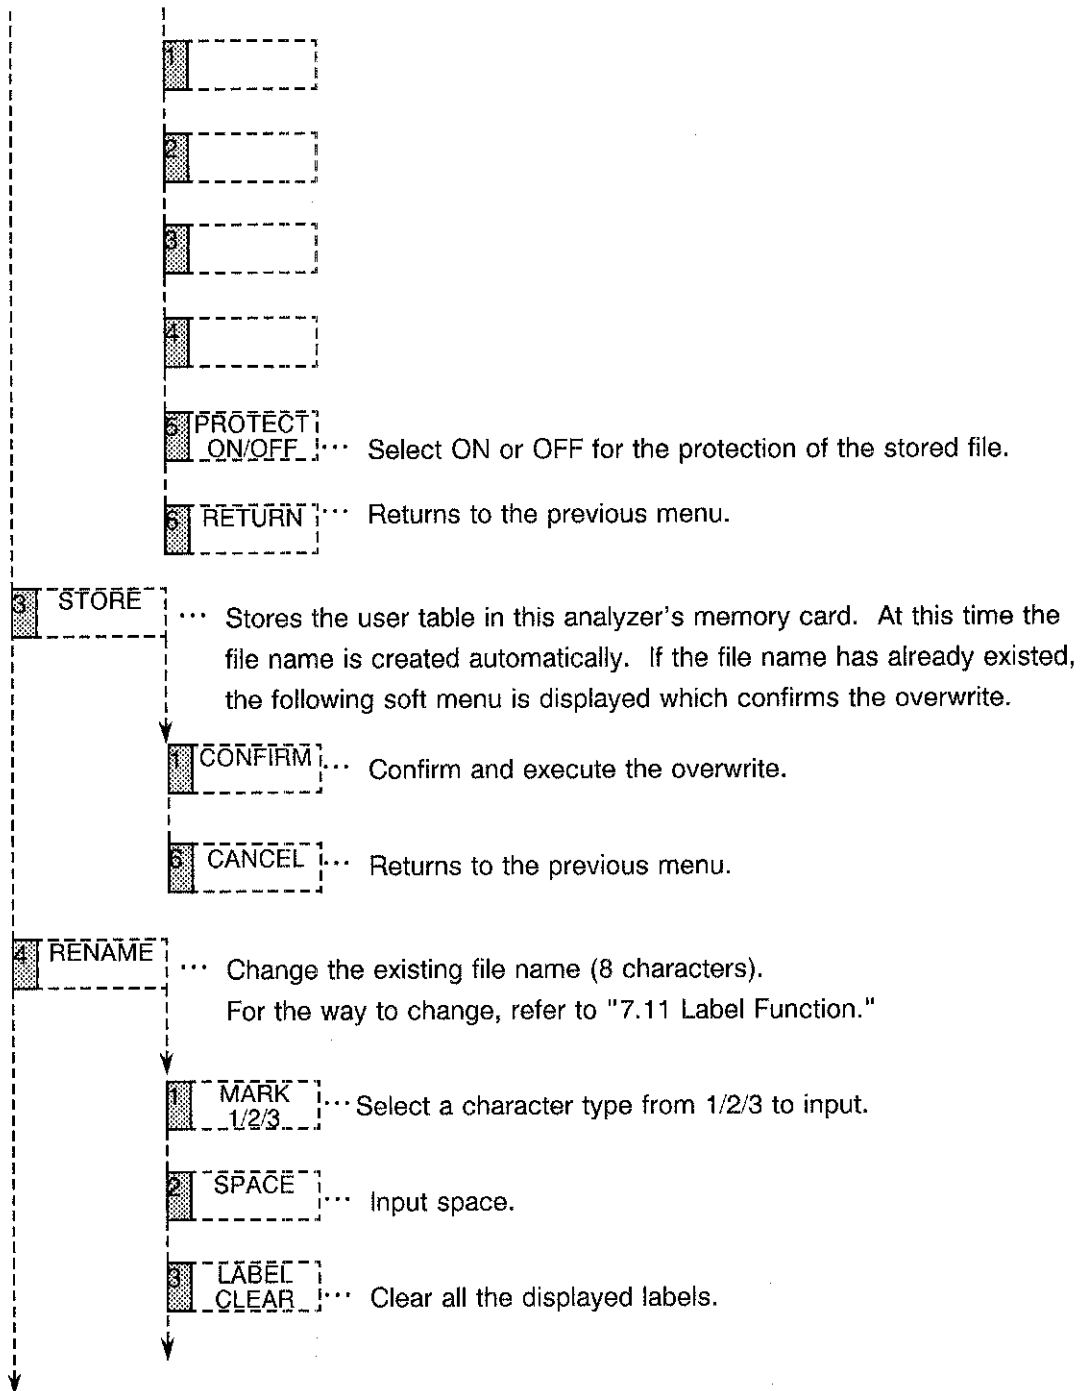 1
2
3
4
5 PROTECT
ON/OFF ··· Select ON or OFF for the protection of the stored file.
6 RETURN ··· Returns to the previous menu.
3 STORE ··· Stores the user table in this analyzer's memory card. At this time the
file name is created automatically. If the file name has already existed,
the following soft menu is displayed which confirms the overwrite.
1 CONFIRM ··· Confirm and execute the overwrite.
6 CANCEL ··· Returns to the previous menu.
4 RENAME ··· Change the existing file name (8 characters).
For the way to change, refer to "7.11 Label Function."
1 MARK
1/2/3 ··· Select a character type from 1/2/3 to input.
2 SPACE ··· Input space.
3 LABEL
CLEAR ··· Clear all the displayed labels.